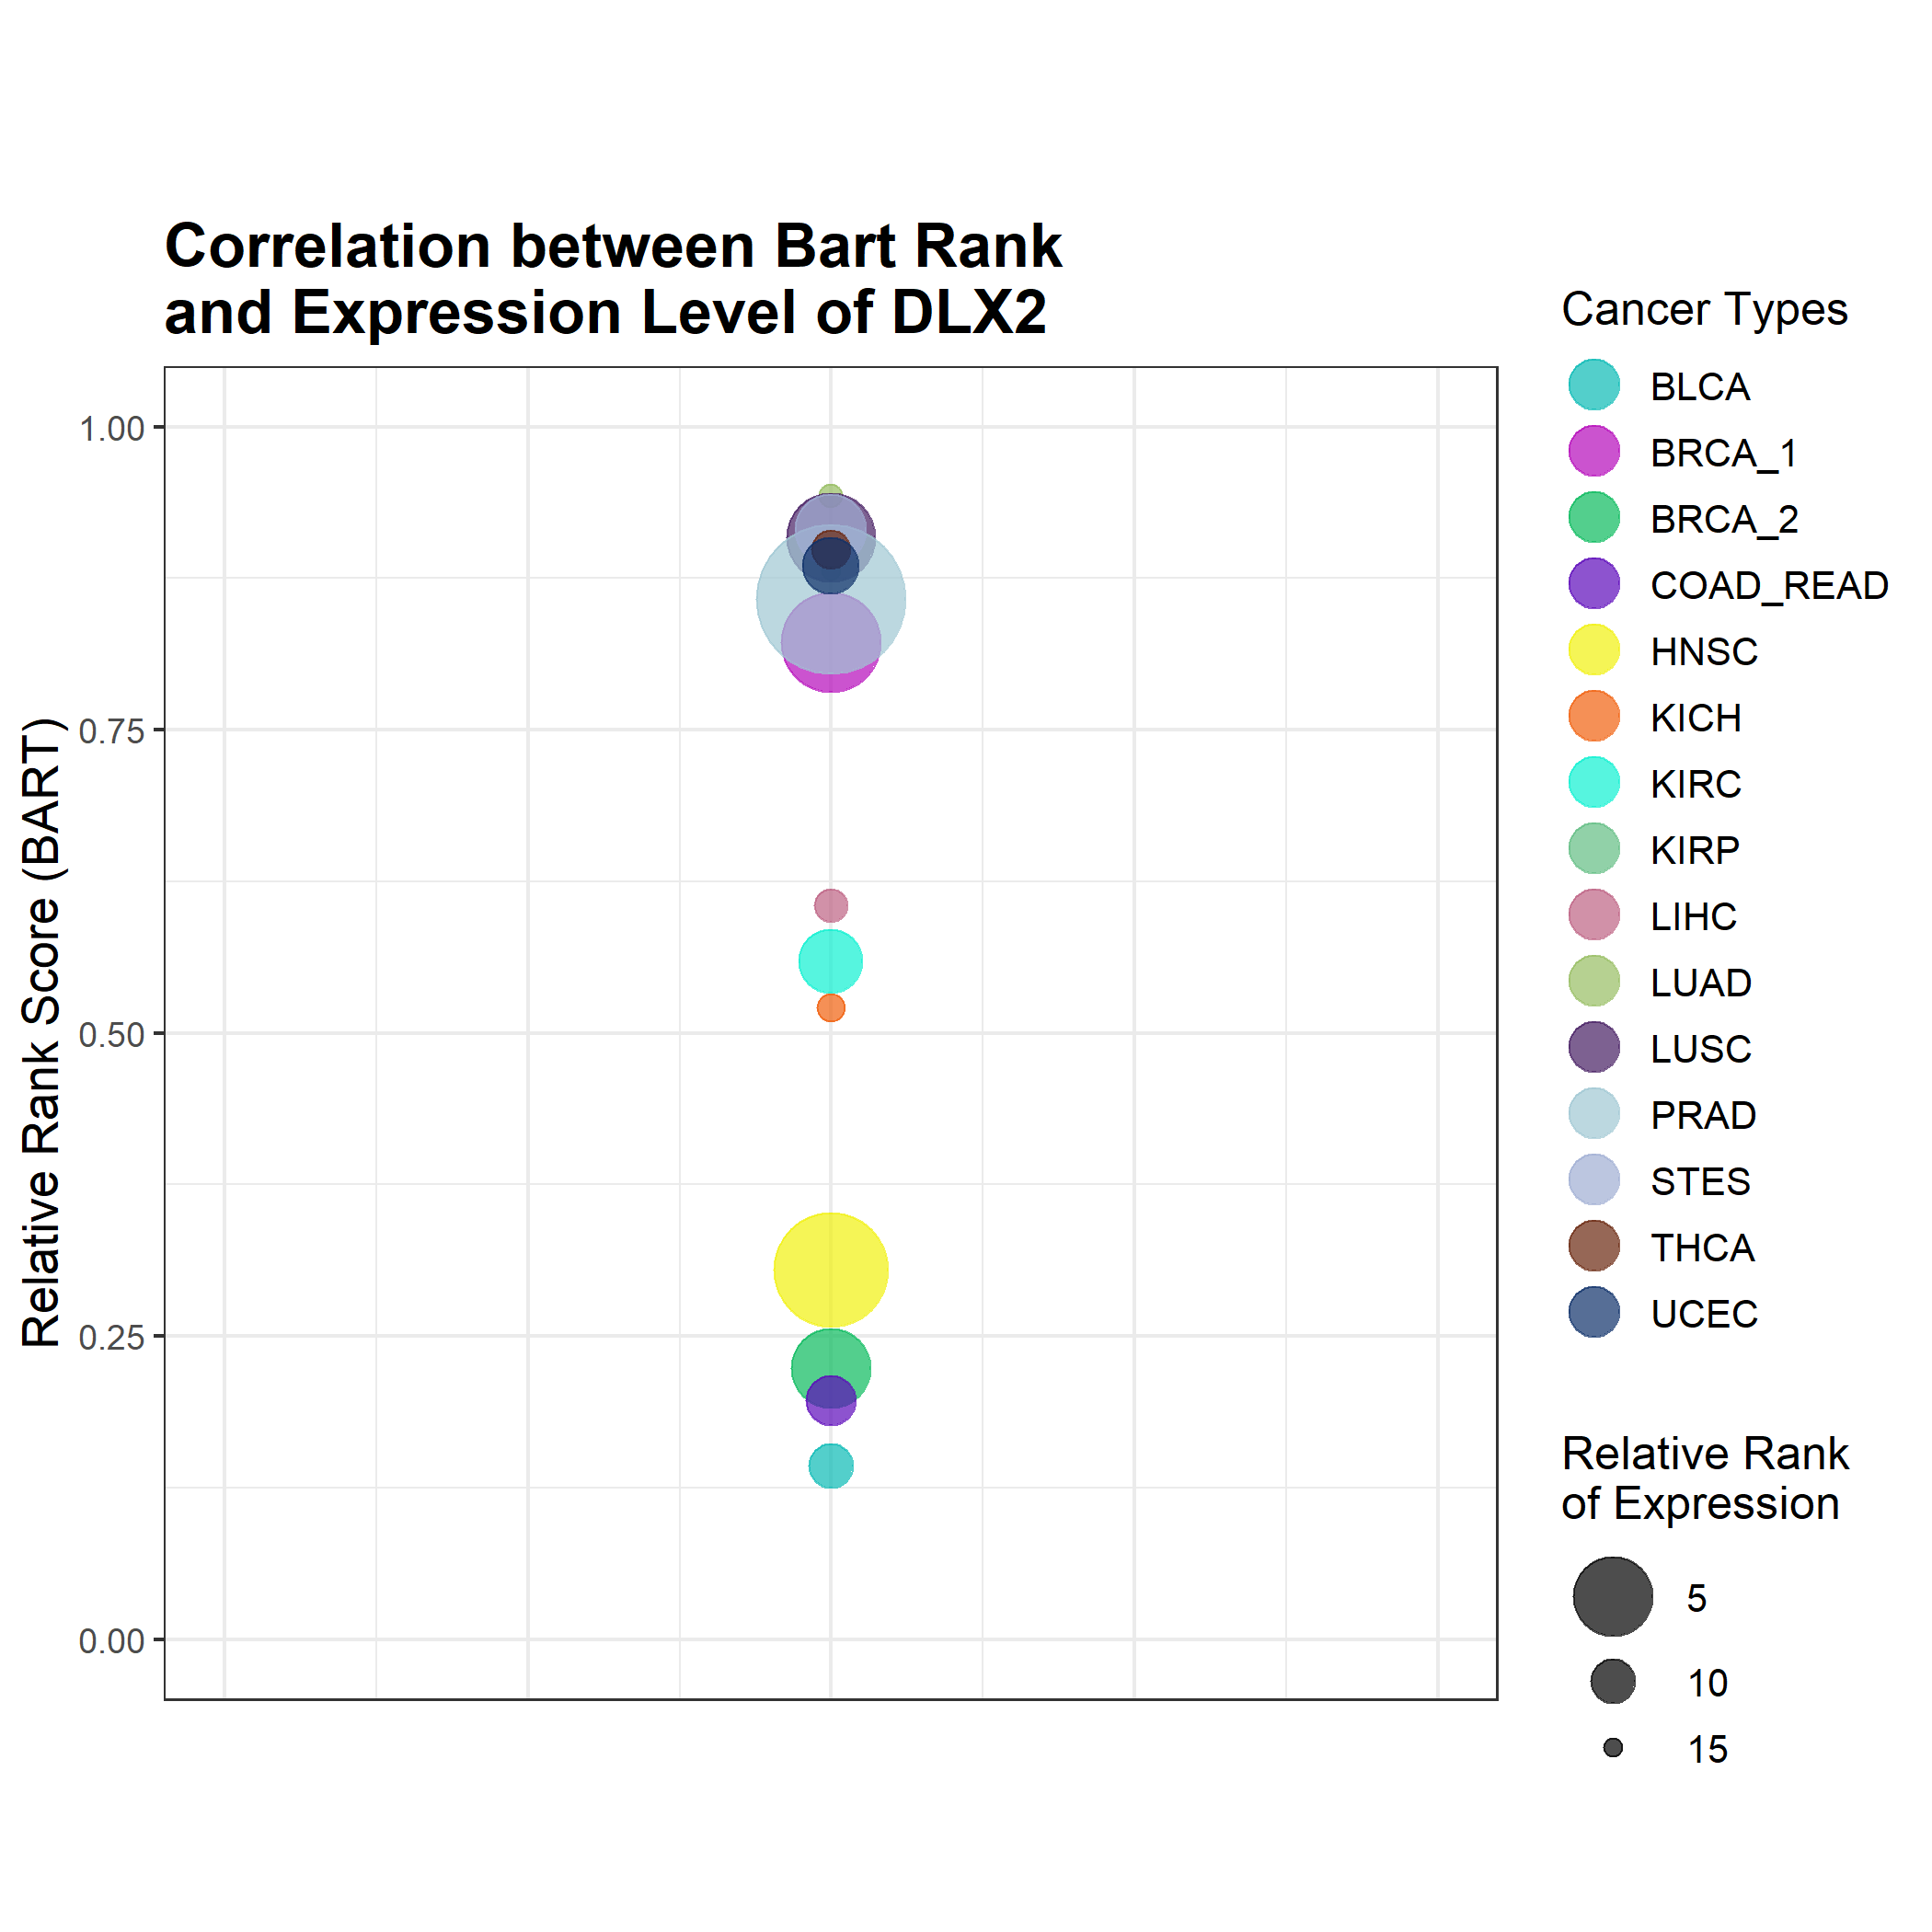 Correlation between Bart Rank
and Expression Level of DLX2
Relative Rank Score (BART)
1.00
0.75
0.50
0.25
0.00
Cancer Types
BLCA
BRCA_1
BRCA_2
COAD_READ
HNSC
KICH
KIRC
KIRP
LIHC
LUAD
LUSC
PRAD
STES
THCA
UCEC
Relative Rank
of Expression
5
10
15